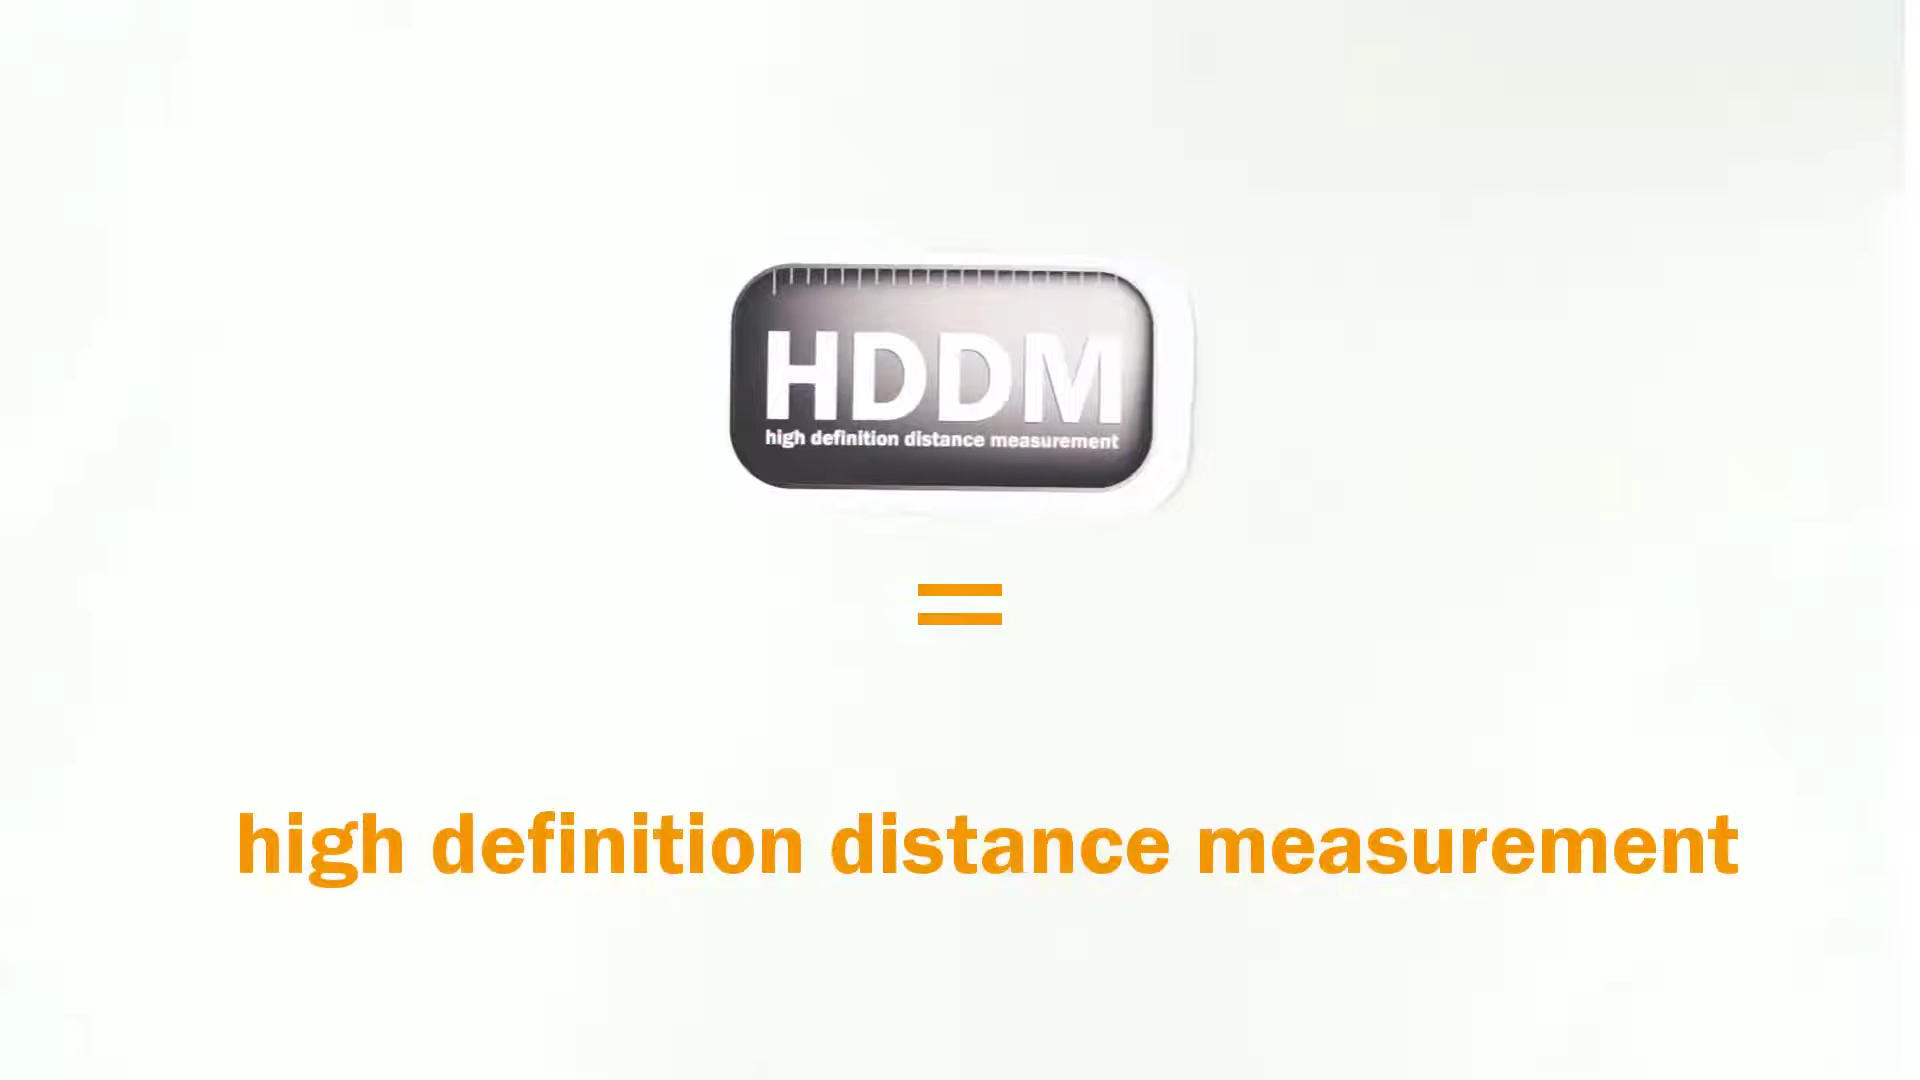 HDDM
high definition distance measurement
=
high definition distance measurement